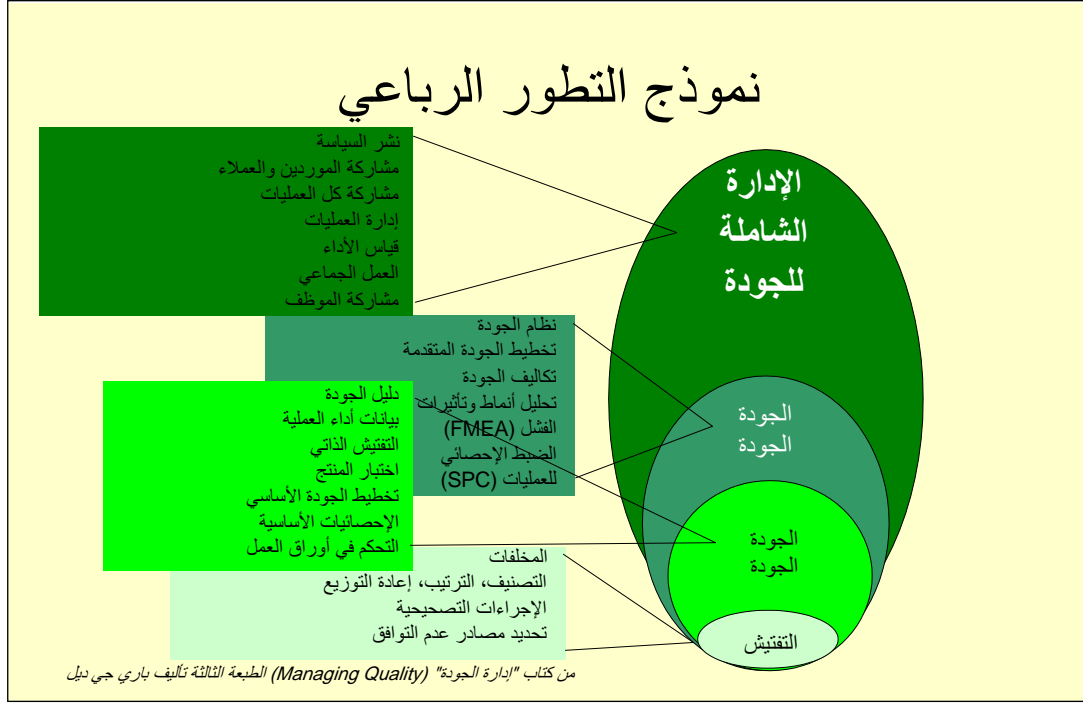 نموذج التطور الرباعي
نشر السياسة
مشاركة الموردين والعملاء
مشاركة كل العمليات
إدارة العمليات
قياس الأداء
العمل الجماعي
مشاركة الموظف
الإدارة
الشاملة
للجودة
نظام الجودة
تخطيط الجودة المتقدمة
تكاليف الجودة
تحليل أنماط وتأثيرات
الفشل (FMEA)
الضبط الإحصائي
للعمليات (SPC)
الجودة
الجودة
دليل الجودة
بيانات أداء العملية
التفتيش الذاتي
اختبار المنتج
تخطيط الجودة الأساسي
الإحصائيات الأساسية
التحكم في أوراق العمل
الجودة
الجودة
المخلفات
التصنيف، الترتيب، إعادة التوزيع
الإجراءات التصحيحية
تحديد مصادر عدم التوافق
التفتيش
من كتاب "إدارة الجودة" (Managing Quality) الطبعة الثالثة تأليف باري جي ديل